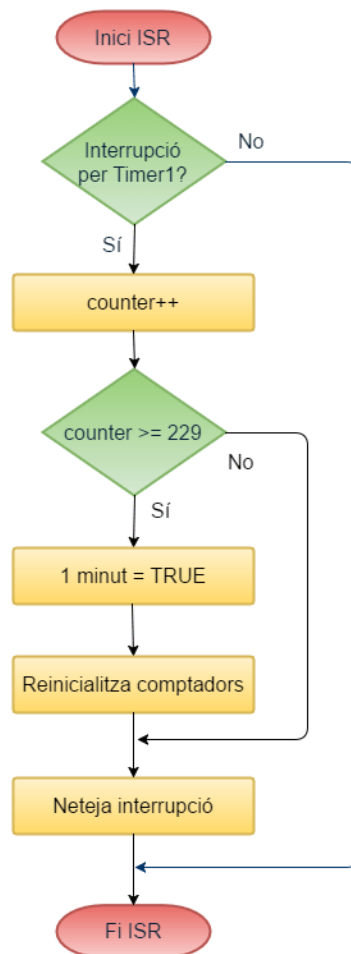 Inici ISR
Interrupció
per Timer1?
No
Sí
counter++
counter >= 229
No
Sí
1 minut = TRUE
Reinicialitza comptadors
Neteja interrupció
Fi ISR